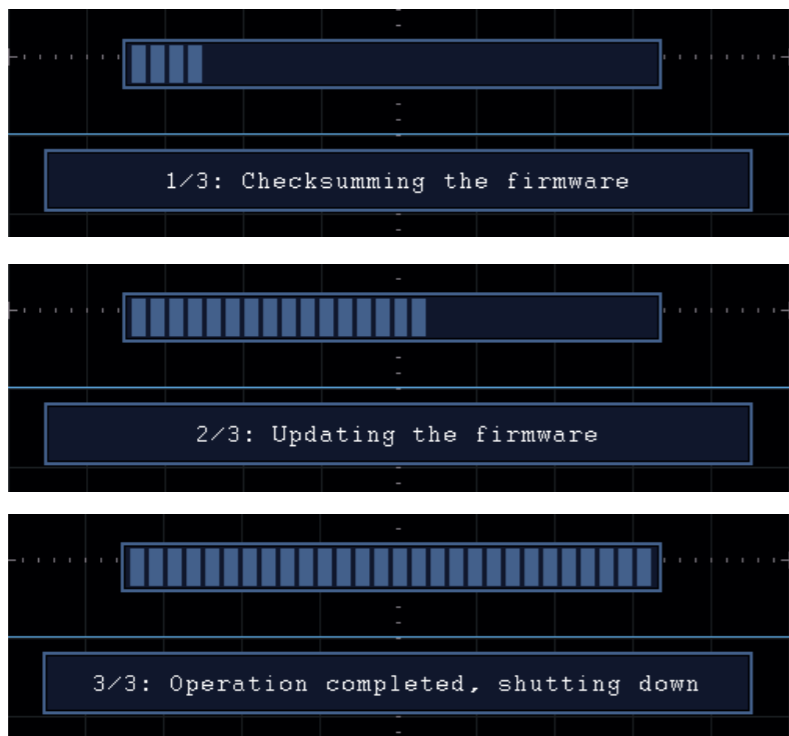 1/3: Checksumming the firmware
2/3: Updating the firmware
3/3: Operation completed, shutting down